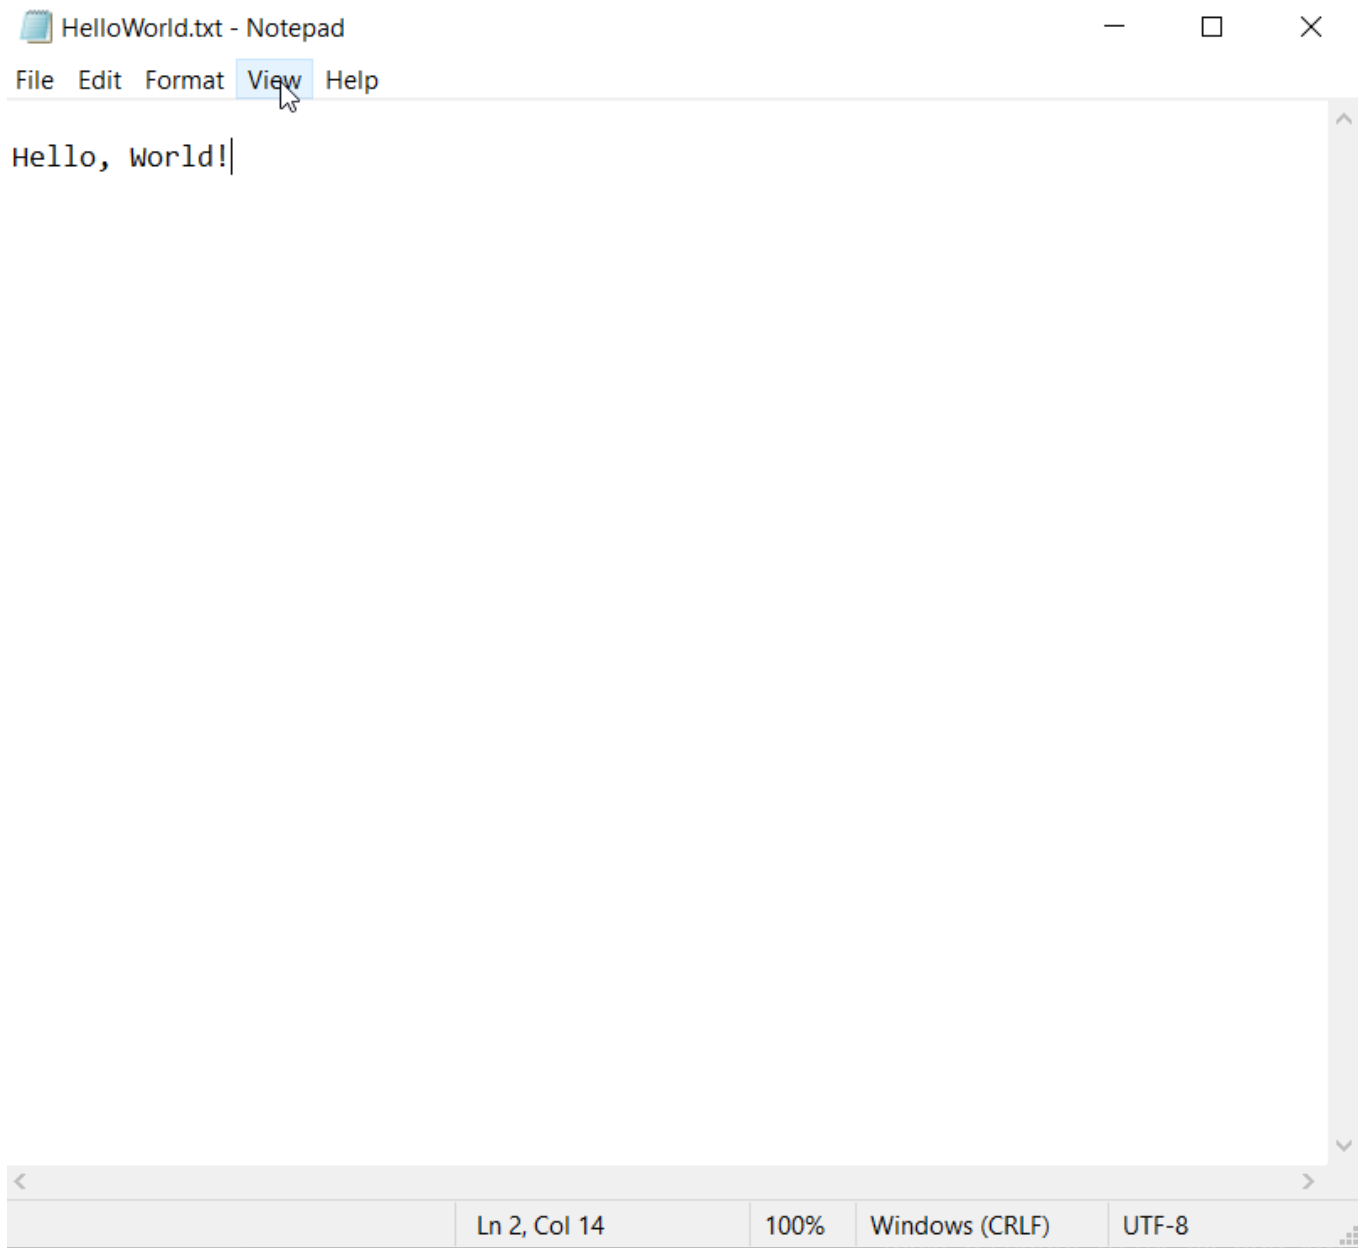 HelloWorld.txt - Notepad
File Edit Format View Help
Hello, World!
Ln 2, Col 14 100% Windows (CRLF) UTF-8